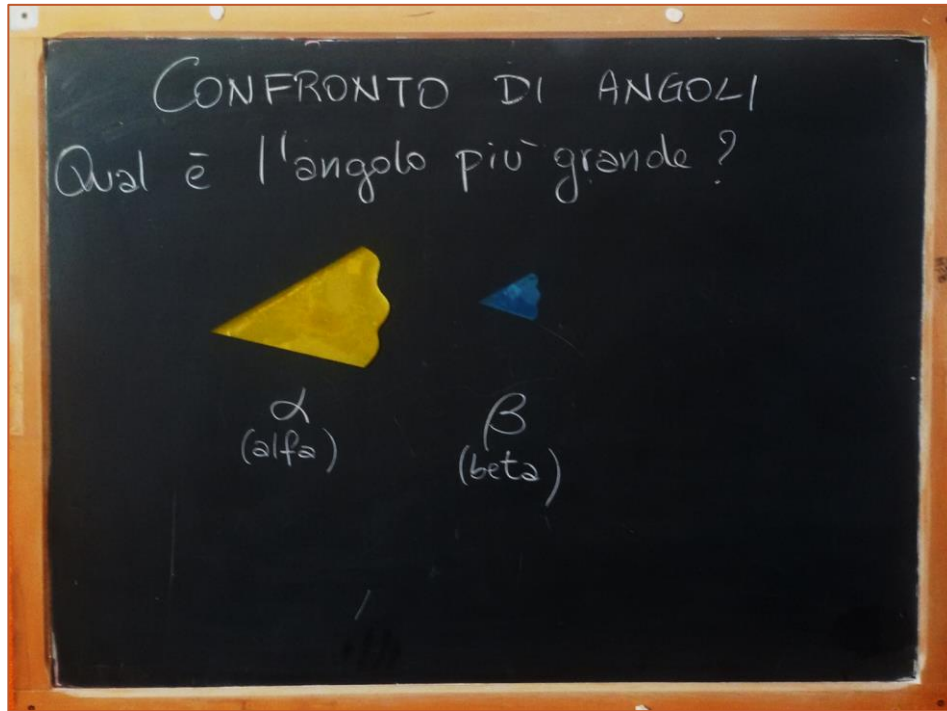 CONFRONTO DI ANGOLI
Qual è l'angolo più grande?
α β
(alfa) (beta)